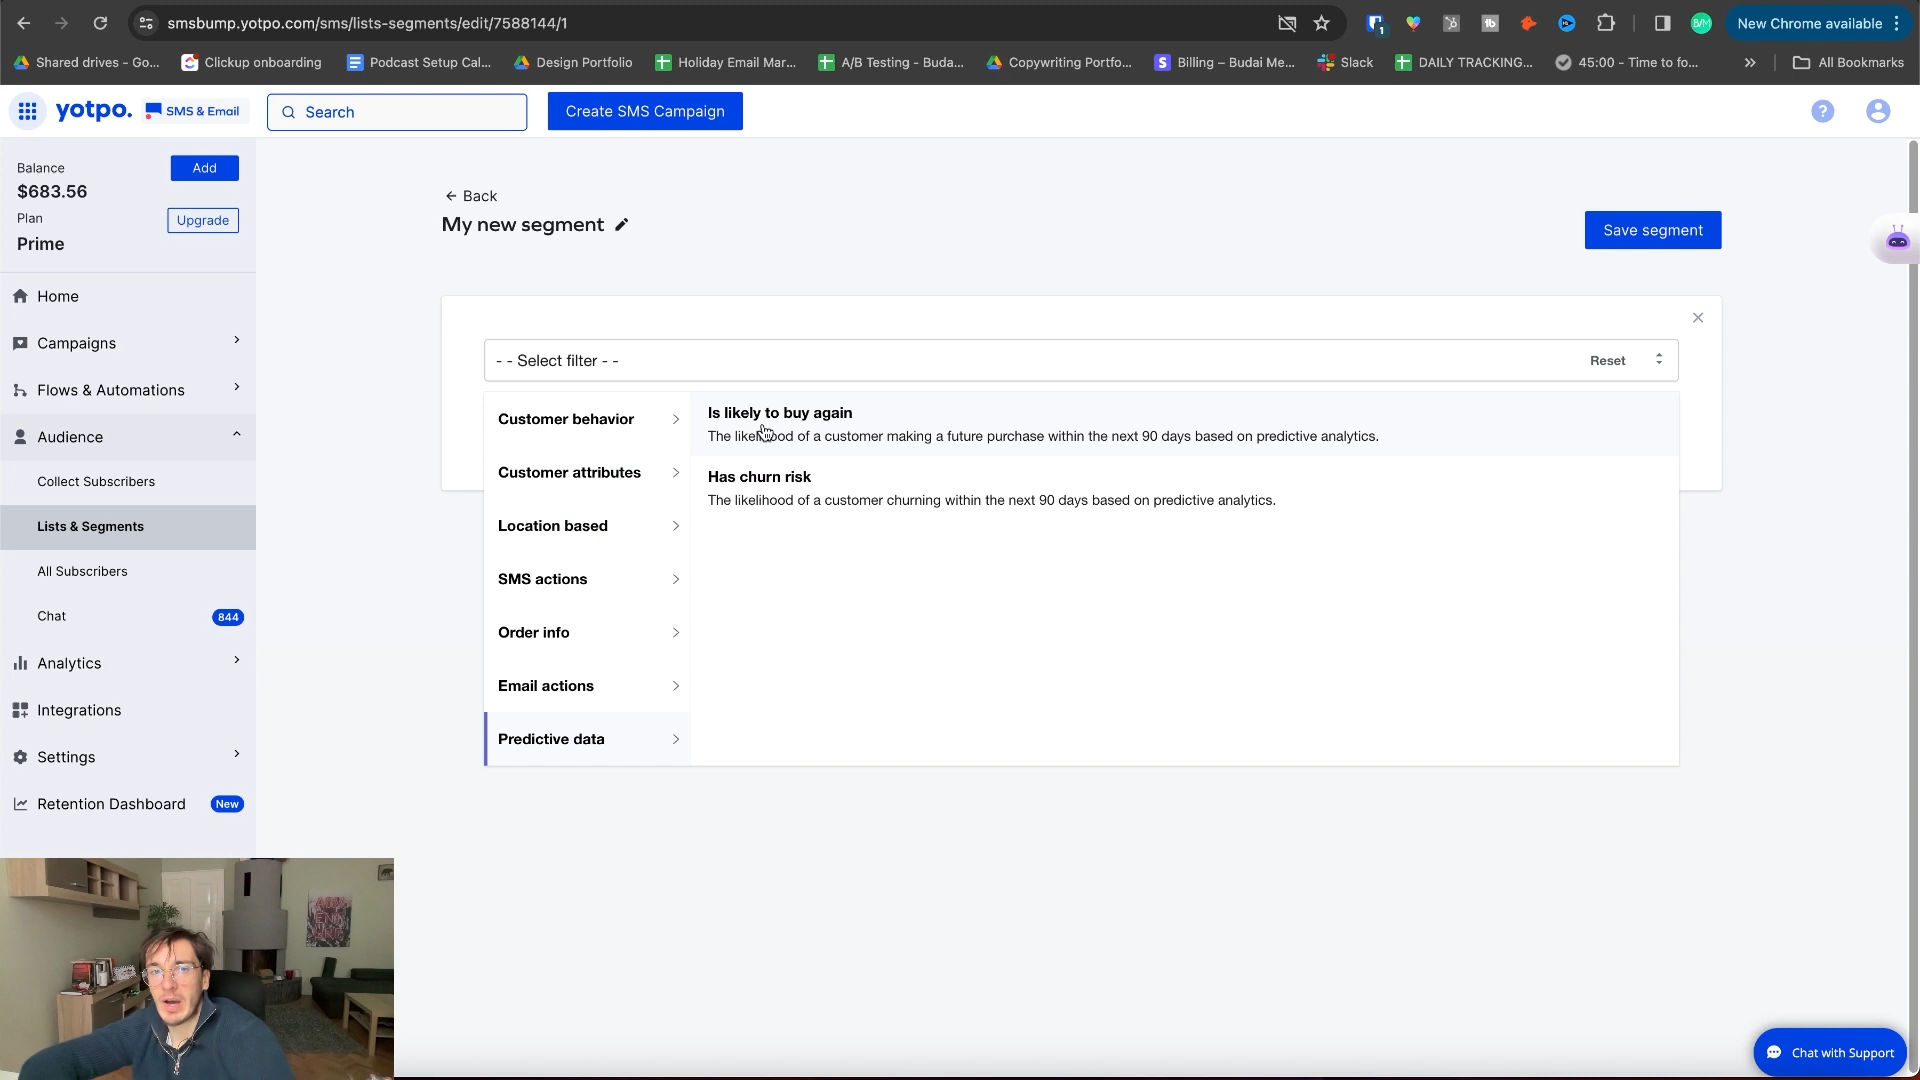 smsbump.yotpo.com/sms/lists-segments/edit/7588144/1
1
New Chrome available
Shared drives - Go...
Clickup onboarding
Podcast Setup Cal...
Design Portfolio
Holiday Email Mar...
A/B Testing - Buda...
Copywriting Portfo...
Billing – Budai Me...
Slack
DAILY TRACKING...
45:00 - Time to fo...
All Bookmarks
yotpo.
SMS & Email
Search
Create SMS Campaign
Balance
$683.56
Add
Plan
Prime
Upgrade
Home
Campaigns
Flows & Automations
Audience
Collect Subscribers
Lists & Segments
All Subscribers
Chat
844
Analytics
Integrations
Settings
Retention Dashboard
New
← Back
My new segment
Save segment
- - Select filter - -
Reset
Customer behavior
Customer attributes
Location based
SMS actions
Order info
Email actions
Predictive data
Is likely to buy again
The likelihood of a customer making a future purchase within the next 90 days based on predictive analytics.
Has churn risk
The likelihood of a customer churning within the next 90 days based on predictive analytics.
Chat with Support